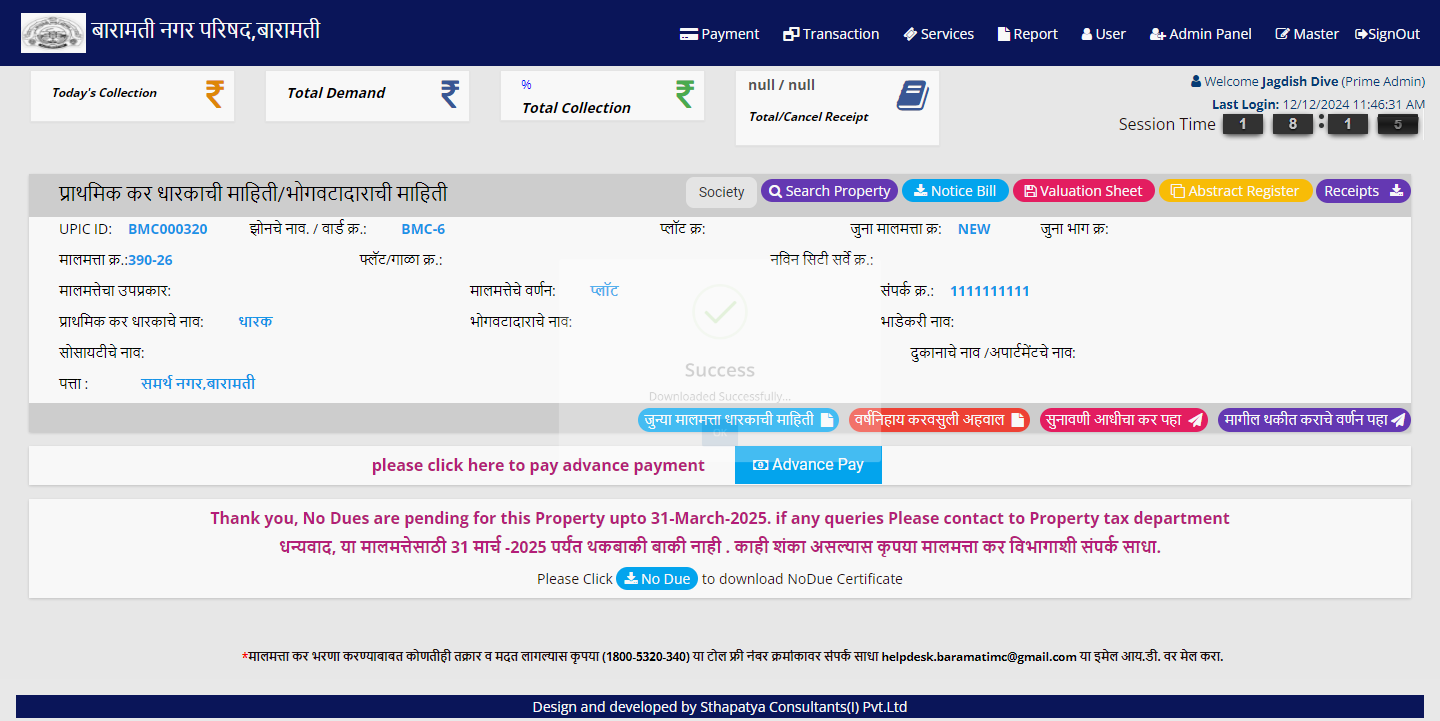 बारामती नगर परिषद,बारामती
Payment Transaction Services Report User Admin Panel Master SignOut
Today's Collection
Total Demand
%
Total Collection
null / null
Total/Cancel Receipt
Welcome Jagdish Dive (Prime Admin)
Last Login: 12/12/2024 11:46:31 AM
Session Time 1 8 : 1 5
प्राथमिक कर धारकाची माहिती/भोगवटादाराची माहिती
Society Search Property Notice Bill Valuation Sheet Abstract Register Receipts
UPIC ID: BMC000320 झोनचे नाव. / वार्ड क्र.: BMC-6 प्लॉट क्र: जुना मालमत्ता क्र: NEW जुना भाग क्र:
मालमत्ता क्र.:390-26 फ्लॅट/गाळा क्र.: नविन सिटी सर्वे क्र.:
मालमत्तेचा उपप्रकार: मालमत्तेचे वर्णन: प्लॉट संपर्क क्र.: 1111111111
प्राथमिक कर धारकाचे नाव: धारक भोगवटादाराचे नाव: भाडेकरी नाव:
सोसायटीचे नाव: दुकानाचे नाव /अपार्टमेंटचे नाव:
पत्ता : समर्थ नगर,बारामती
Success
Downloaded Successfully...
OK
जुन्या मालमत्ता धारकाची माहिती वर्षनिहाय करवसुली अहवाल सुनावणी आधीचा कर पहा मागील थकीत कराचे वर्णन पहा
please click here to pay advance payment Advance Pay
Thank you, No Dues are pending for this Property upto 31-March-2025. if any queries Please contact to Property tax department
धन्यवाद, या मालमत्तेसाठी 31 मार्च -2025 पर्यंत थकबाकी बाकी नाही . काही शंका असल्यास कृपया मालमत्ता कर विभागाशी संपर्क साधा.
Please Click No Due to download NoDue Certificate
*मालमत्ता कर भरणा करण्याबाबत कोणतीही तक्रार व मदत लागल्यास कृपया (1800-5320-340) या टोल फ्री नंबर क्रमांकावर संपर्क साधा helpdesk.baramatimc@gmail.com या इमेल आय.डी. वर मेल करा.
Design and developed by Sthapatya Consultants(I) Pvt.Ltd